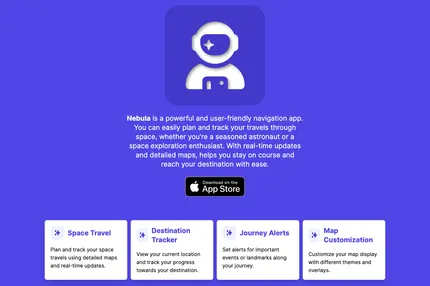 Nebula is a powerful and user-friendly navigation app.
You can easily plan and track your travels through
space, whether you're a seasoned astronaut or a
space exploration enthusiast. With real-time updates
and detailed maps, helps you stay on course and
reach your destination with ease.
Download on the
App Store
Space Travel
Plan and track your space
travels using detailed maps
and real-time updates.
Destination
Tracker
View your current location
and track your progress
towards your destination.
Journey Alerts
Set alerts for important
events or landmarks along
your journey.
Map
Customization
Customize your map display
with different themes and
overlays.